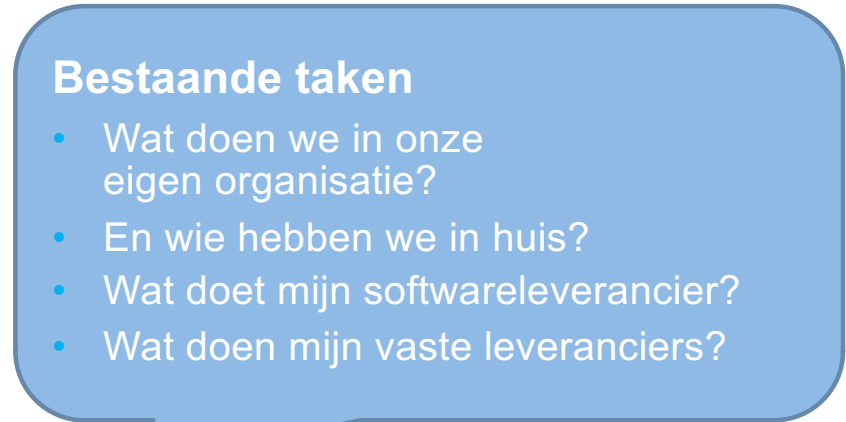 Bestaande taken
• Wat doen we in onze
eigen organisatie?
• En wie hebben we in huis?
• Wat doet mijn softwareleverancier?
• Wat doen mijn vaste leveranciers?